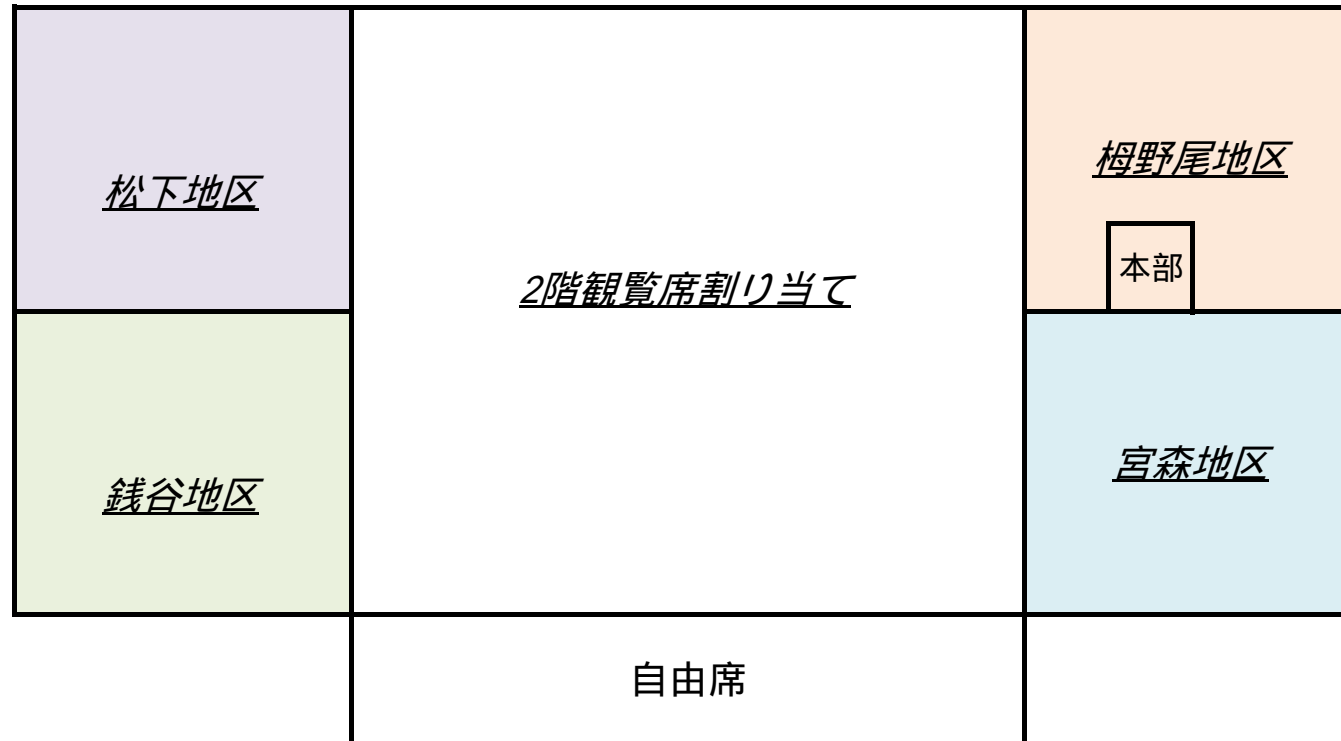 松下地区
栂野尾地区
本部
2階観覧席割り当て
銭谷地区
宮森地区
自由席